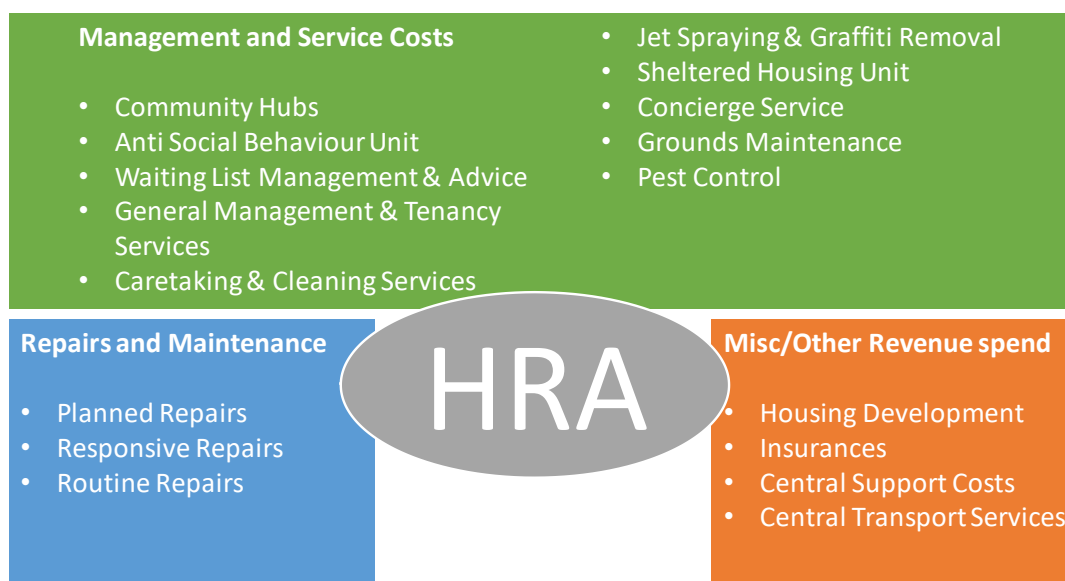 Management and Service Costs
• Community Hubs
• Anti Social Behaviour Unit
• Waiting List Management & Advice
• General Management & Tenancy
Services
• Caretaking & Cleaning Services
• Jet Spraying & Graffiti Removal
• Sheltered Housing Unit
• Concierge Service
• Grounds Maintenance
• Pest Control
HRA
Repairs and Maintenance
• Planned Repairs
• Responsive Repairs
• Routine Repairs
Misc/Other Revenue spend
• Housing Development
• Insurances
• Central Support Costs
• Central Transport Services